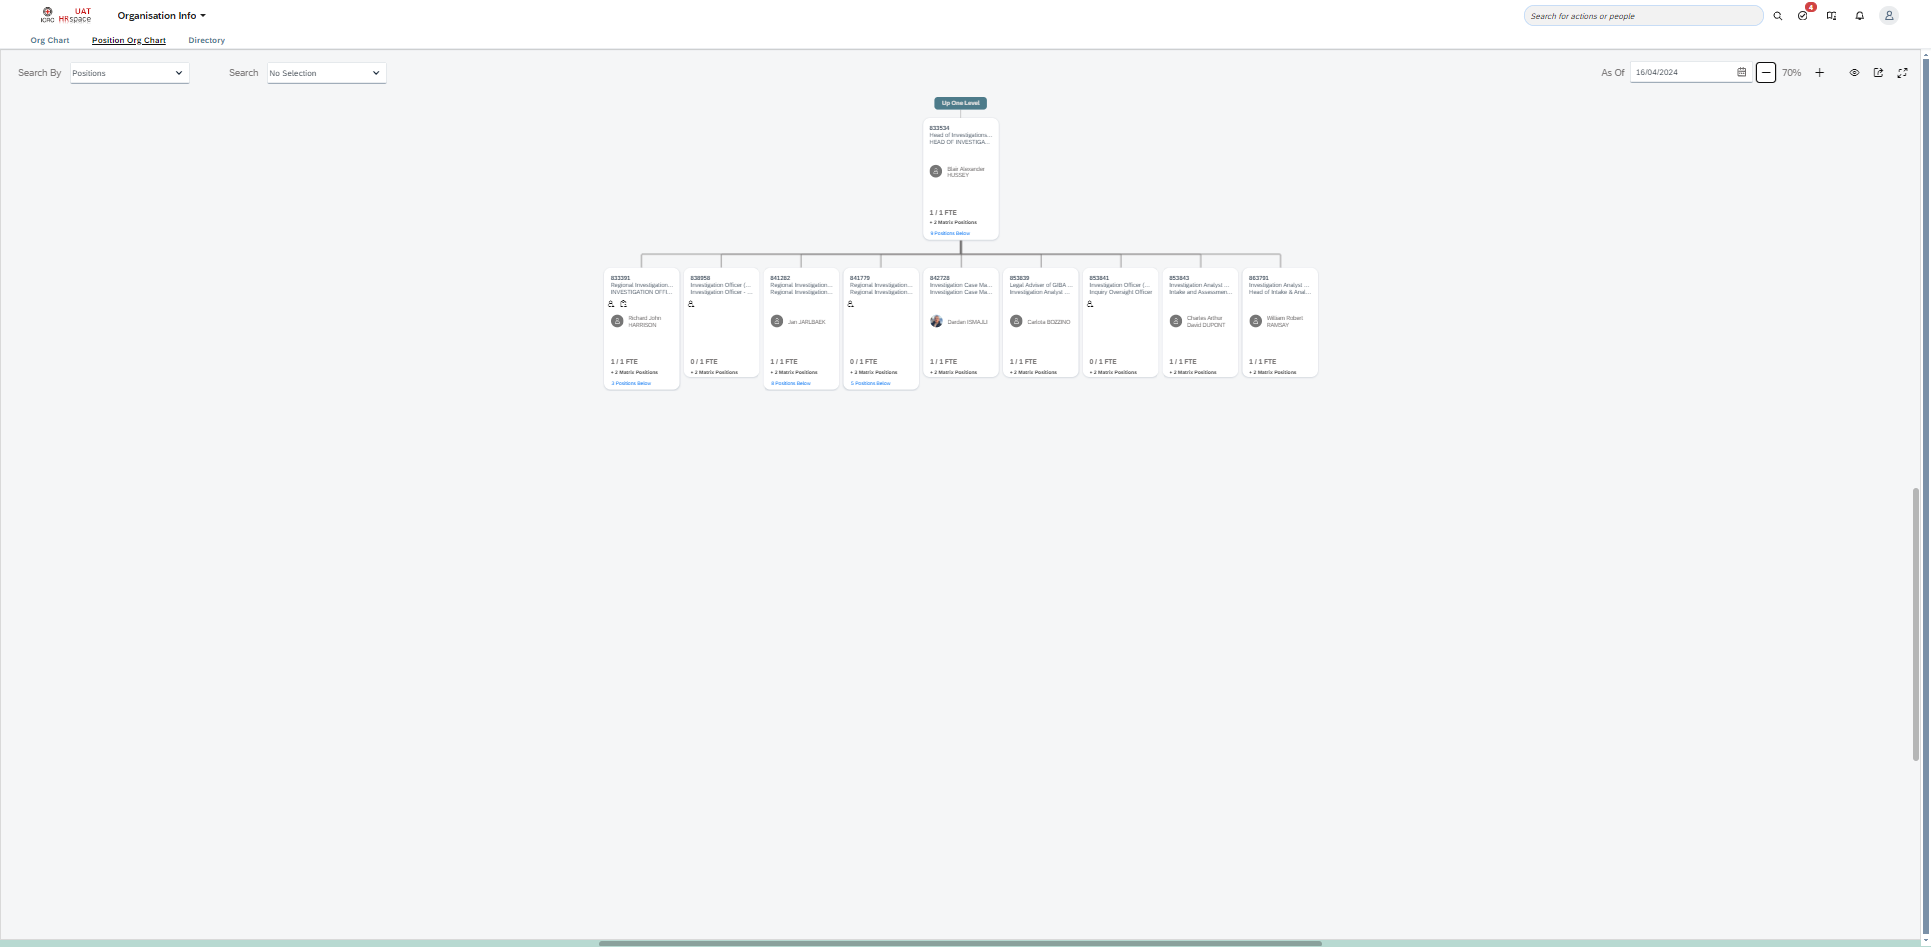 ICRC
UAT
HRspace
Organisation Info
Search for actions or people
4
Org Chart
Position Org Chart
Directory
Search By
Positions
Search
No Selection
As Of
16/04/2024
70%
Up One Level
833534
Head of Investigations...
HEAD OF INVESTIGA...
Blair Alexander
HUSSEY
1 / 1 FTE
+ 2 Matrix Positions
9 Positions Below
833391
Regional Investigation...
INVESTIGATION OFFI...
Richard John
HARRISON
1 / 1 FTE
+ 2 Matrix Positions
3 Positions Below
838958
Investigation Officer (...
Investigation Officer - ...
0 / 1 FTE
+ 2 Matrix Positions
841282
Regional Investigation...
Regional Investigation...
Jan JARLBAEK
1 / 1 FTE
+ 2 Matrix Positions
8 Positions Below
841779
Regional Investigation...
Regional Investigation...
0 / 1 FTE
+ 2 Matrix Positions
Positions Below
842728
Investigation Case Ma...
Investigation Case Ma...
Dardan ISMAJLI
1 / 1 FTE
+ 2 Matrix Positions
853839
Legal Adviser of GIBA ...
Investigation Analyst ...
Carlota BOZZINO
1 / 1 FTE
+ 2 Matrix Positions
853841
Investigation Officer (...
Inquiry Oversight Officer
0 / 1 FTE
+ 2 Matrix Positions
853843
Investigation Analyst ...
Intake and Assessmen...
Charles Arthur
David DUPONT
1 / 1 FTE
+ 2 Matrix Positions
863791
Investigation Analyst ...
Head of Intake & Anal...
William Robert
RAMSAY
1 / 1 FTE
+ 2 Matrix Positions